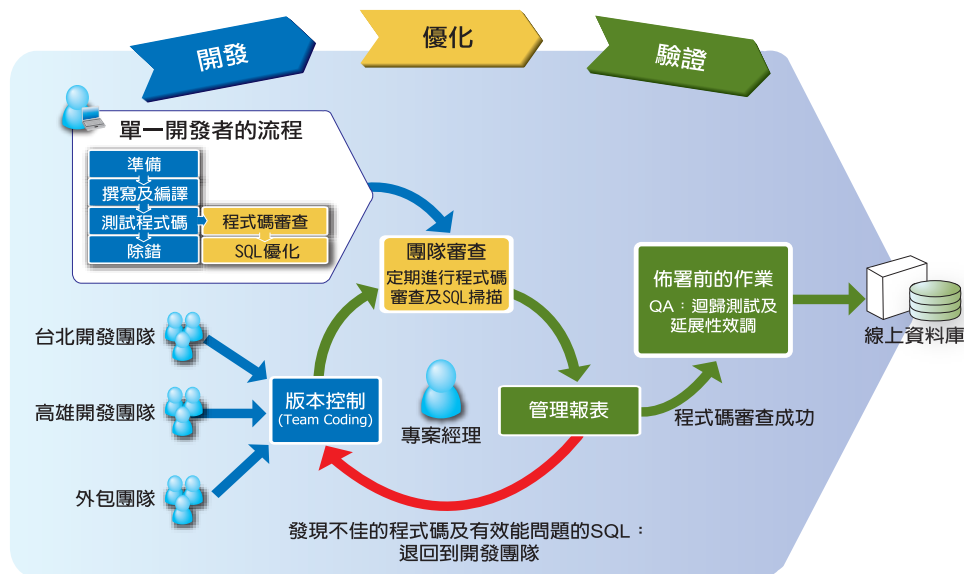 開發
優化
驗證
單一開發者的流程
準備
撰寫及編譯
測試程式碼
程式碼審查
除錯
SQL優化
團隊審查
定期進行程式碼
審查及SQL掃描
佈署前的作業
QA：迴歸測試及
延展性效調
線上資料庫
台北開發團隊
高雄開發團隊
外包團隊
版本控制
(Team Coding)
專案經理
管理報表
程式碼審查成功
發現不佳的程式碼及有效能問題的SQL：
退回到開發團隊